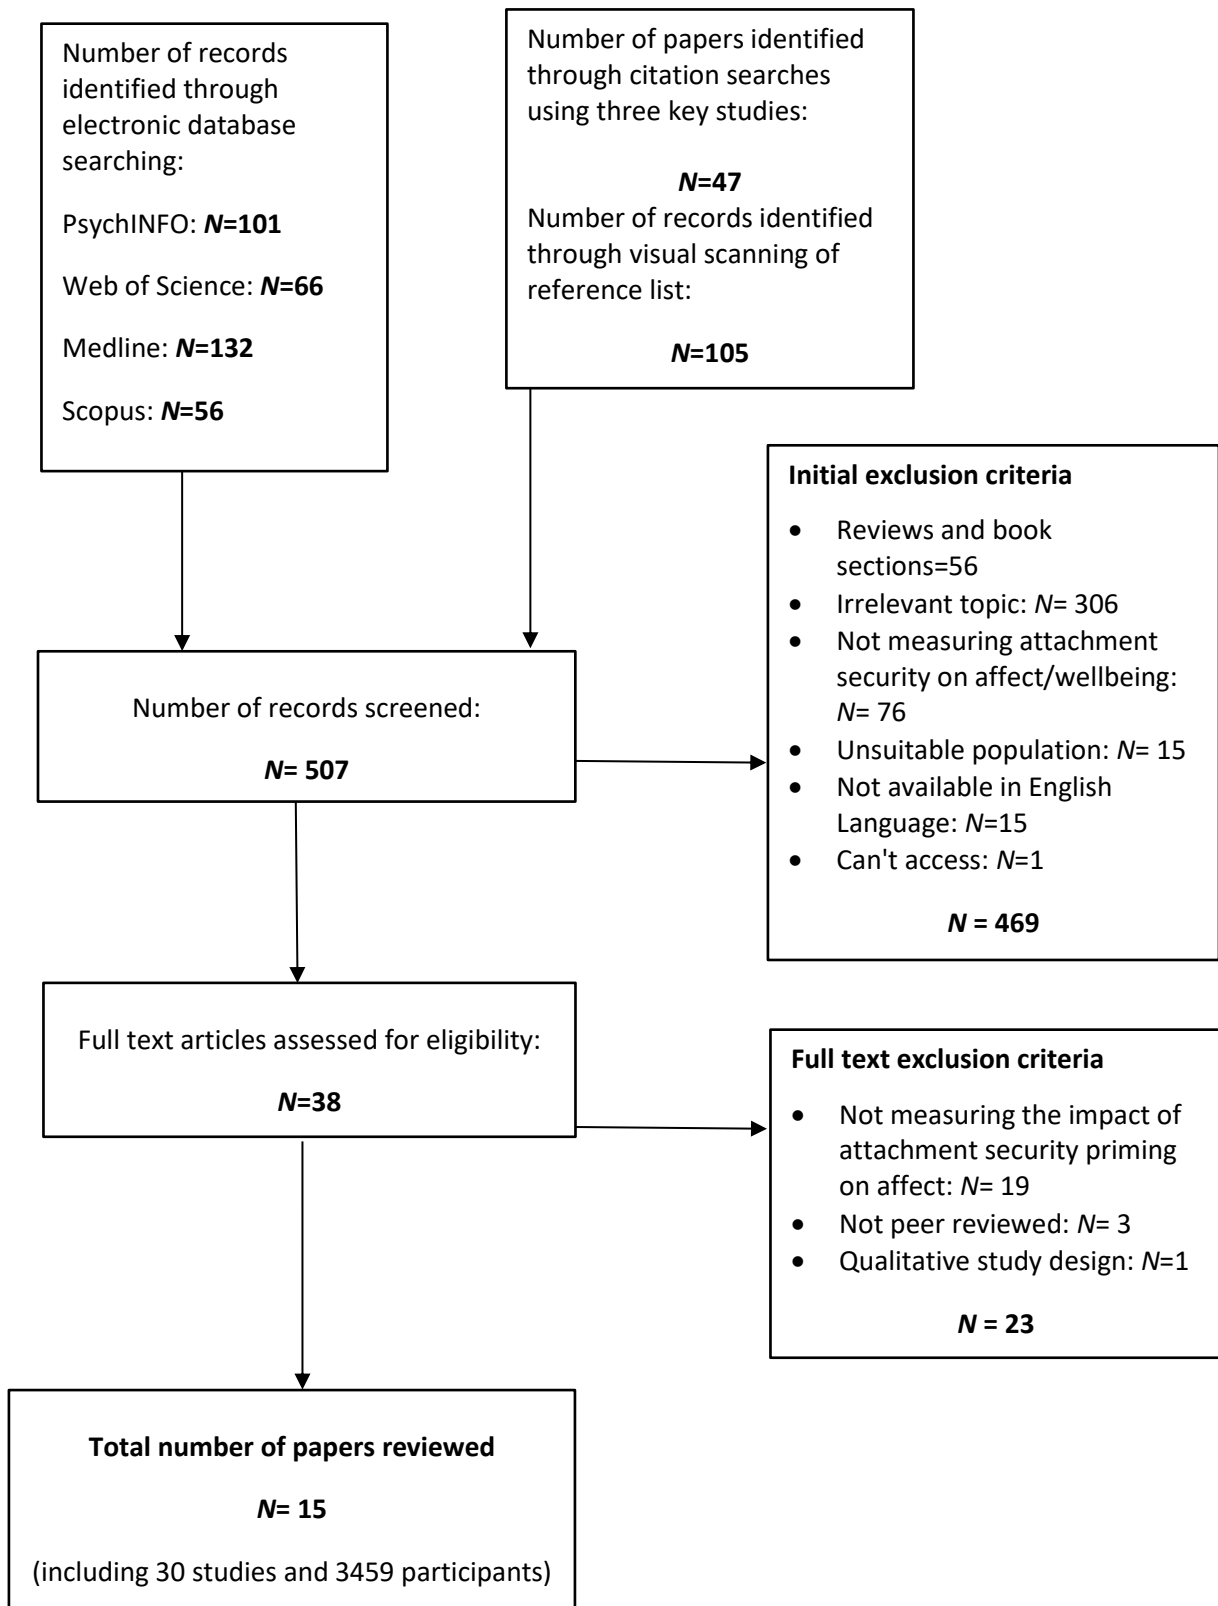 Number of records
identified through
electronic database
searching:
PsychINFO: N=101
Web of Science: N=66
Medline: N=132
Scopus: N=56
Number of papers identified
through citation searches
using three key studies:
N=47
Number of records identified
through visual scanning of
reference list:
N=105
Initial exclusion criteria
• Reviews and book
sections=56
• Irrelevant topic: N= 306
• Not measuring attachment
security on affect/wellbeing:
N= 76
• Unsuitable population: N= 15
• Not available in English
Language: N=15
• Can't access: N=1
N = 469
Number of records screened:
N= 507
Full text articles assessed for eligibility:
N=38
Full text exclusion criteria
• Not measuring the impact of
attachment security priming
on affect: N= 19
• Not peer reviewed: N= 3
• Qualitative study design: N=1
N = 23
Total number of papers reviewed
N= 15
(including 30 studies and 3459 participants)